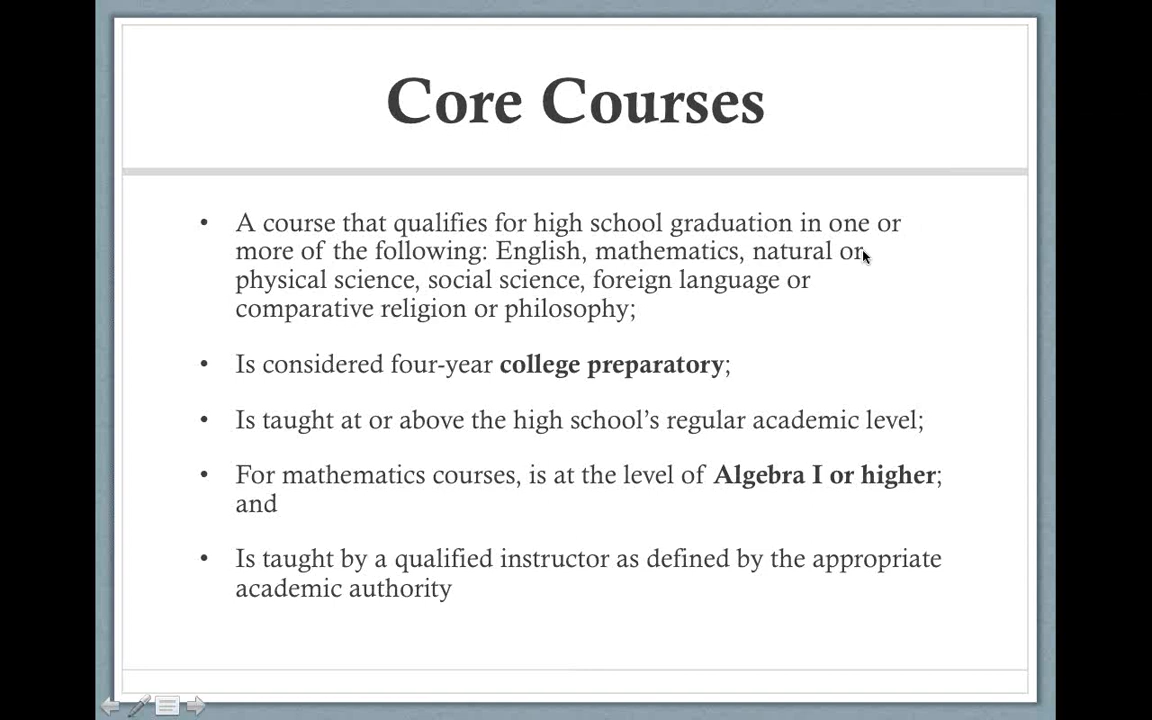 Core Courses
• A course that qualifies for high school graduation in one or
more of the following: English, mathematics, natural or
physical science, social science, foreign language or
comparative religion or philosophy;
• Is considered four-year college preparatory;
• Is taught at or above the high school’s regular academic level;
• For mathematics courses, is at the level of Algebra I or higher;
and
• Is taught by a qualified instructor as defined by the appropriate
academic authority